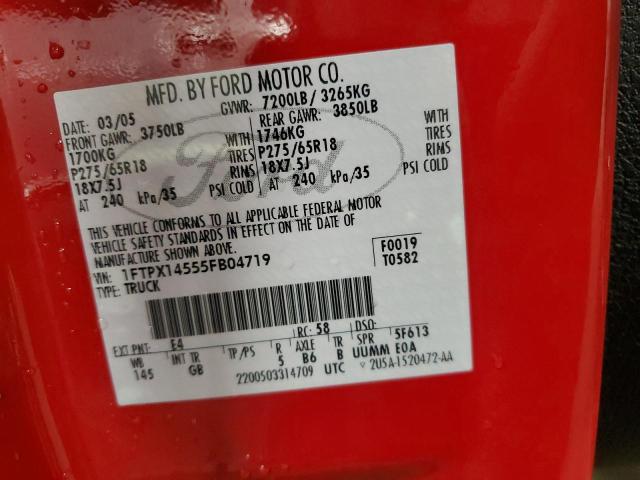 MFD. BY FORD MOTOR CO.
DATE: 03/05 GVWR: 7200LB/ 3265KG
FRONT GAWR: 3750LB REAR GAWR: 3850LB
1700KG WITH 1746KG WITH
P275/65R18 TIRES P275/65R18 TIRES
18X7.5J RIMS 18X7.5J RIMS
AT 240 kPa/35 PSI COLD AT 240 kPa/35 PSI COLD
Ford
THIS VEHICLE CONFORMS TO ALL APPLICABLE FEDERAL MOTOR
VEHICLE SAFETY STANDARDS IN EFFECT ON THE DATE OF
MANUFACTURE SHOWN ABOVE.
VIN: 1FTPX14555FB04719 F0019
TYPE: TRUCK T0582
EXT PNT: E4 RC: 58 DSO:
WB INT TR TP/PS R AXLE TR SPR 5F613
145 GB 5 B6 B UUMM EOA
2200503314709 UTC 2U5A-1520472-AA